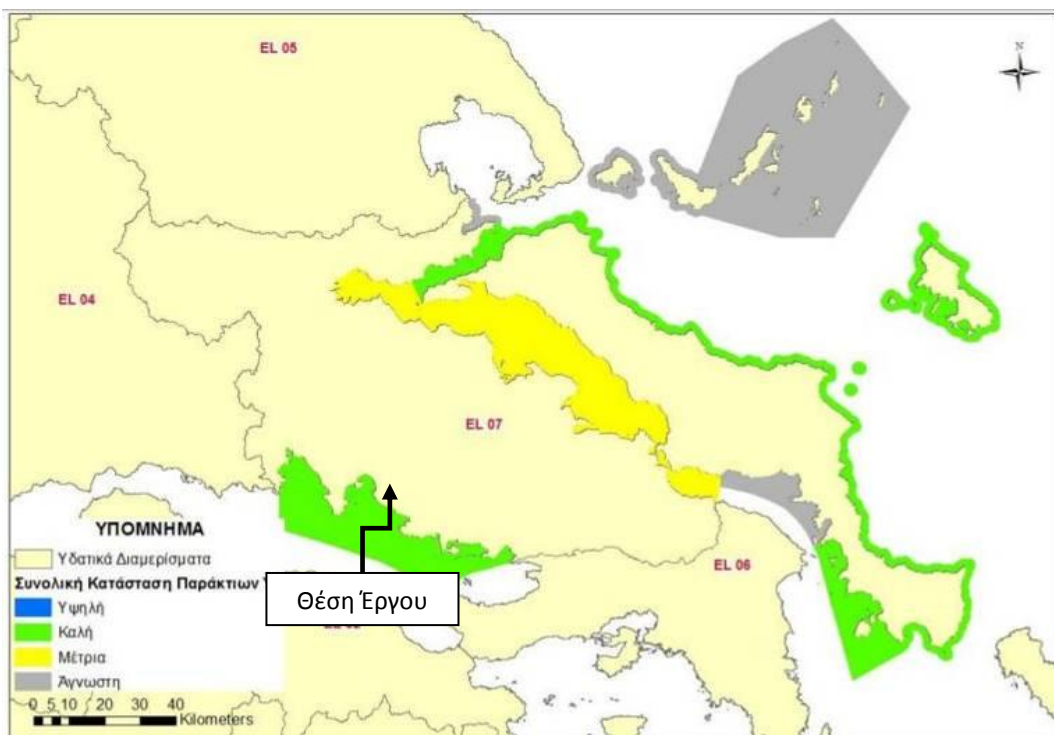 EL 05
N
EL 04
EL 07
EL 06
ΥΠΟΜΝΗΜΑ
Υδατικά Διαμερίσματα
Συνολική Κατάσταση Παράκτιων
Υψηλή
Καλή
Μέτρια
Άγνωστη
Θέση Έργου
0 5 10 20 30 40
Kilometers